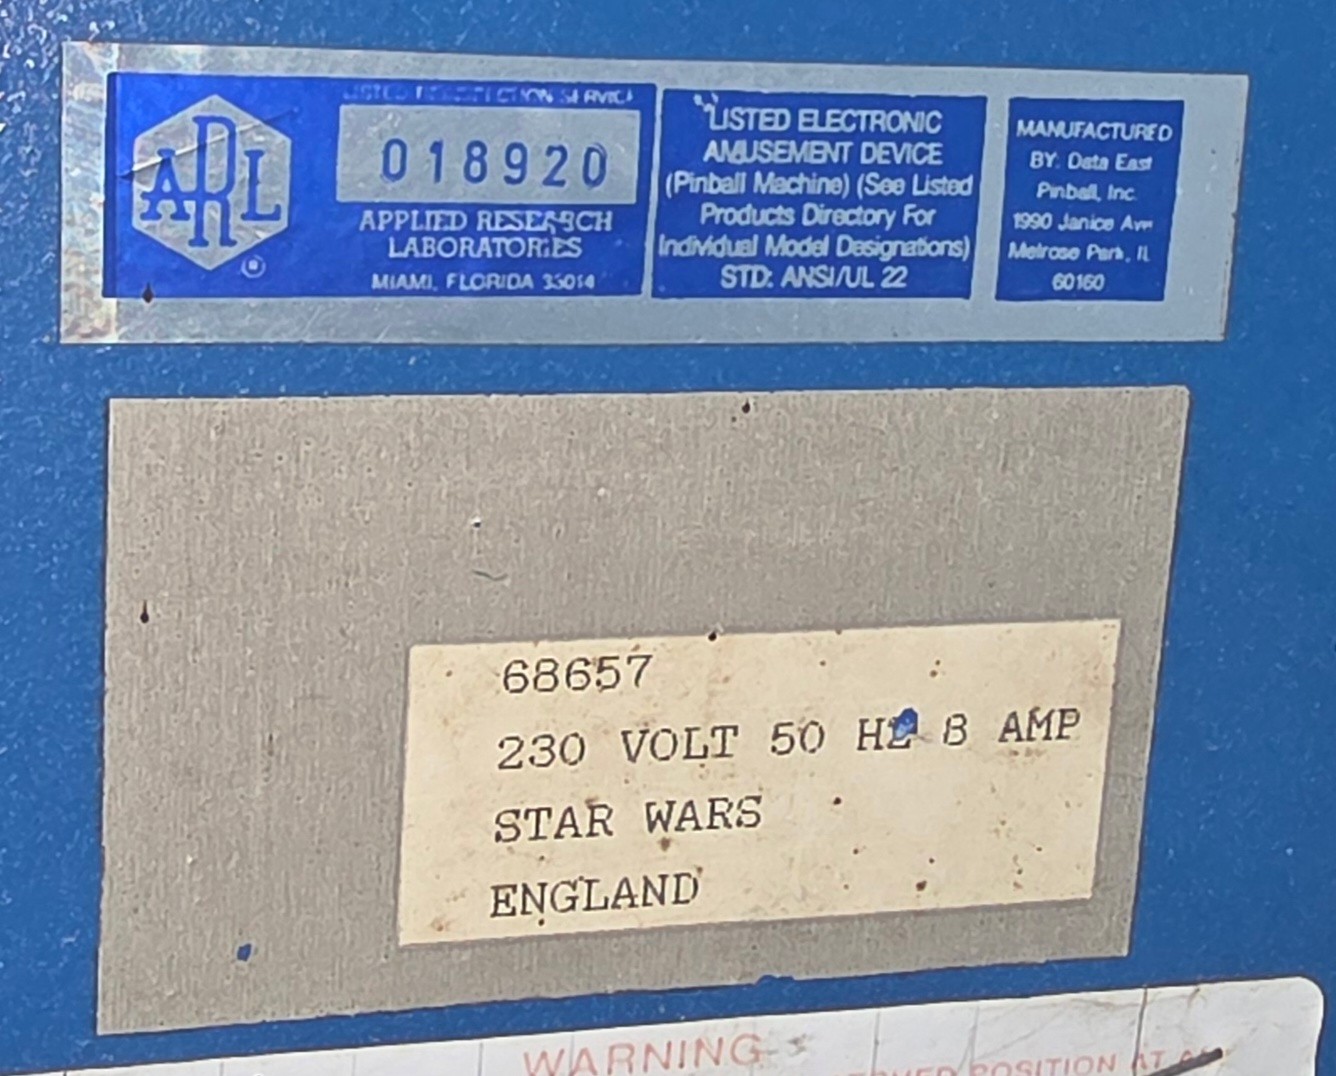 ARL
®
018920
APPLIED RESEARCH
LABORATORIES
MIAMI, FLORIDA 33014
LISTED ELECTRONIC
AMUSEMENT DEVICE
(Pinball Machine) (See Listed
Products Directory For
Individual Model Designations)
STD: ANSI/UL 22
MANUFACTURED
BY: Data East
Pinball, Inc.
1990 Janice Ave
Melrose Park, IL
60160
68657
230 VOLT 50 HZ 8 AMP
STAR WARS
ENGLAND
WARNING
POSITION AT